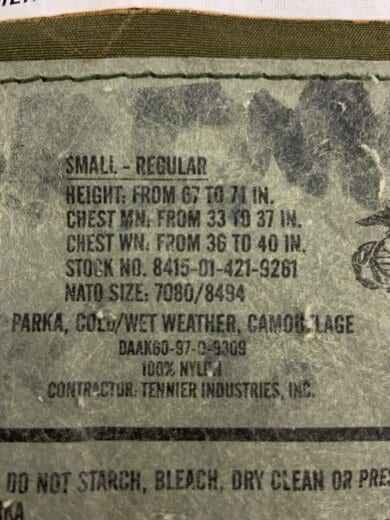 SMALL - REGULAR
HEIGHT: FROM 67 TO 71 IN.
CHEST MN: FROM 33 TO 37 IN.
CHEST WN: FROM 36 TO 40 IN.
STOCK NO. 8415-01-421-9261
NATO SIZE: 7080/8494
PARKA, COLD/WET WEATHER, CAMOUFLAGE
DAAK60-97-D-9309
100% NYLON
CONTRACTOR: TENNIER INDUSTRIES, INC.
DO NOT STARCH, BLEACH, DRY CLEAN OR PRES
RKA